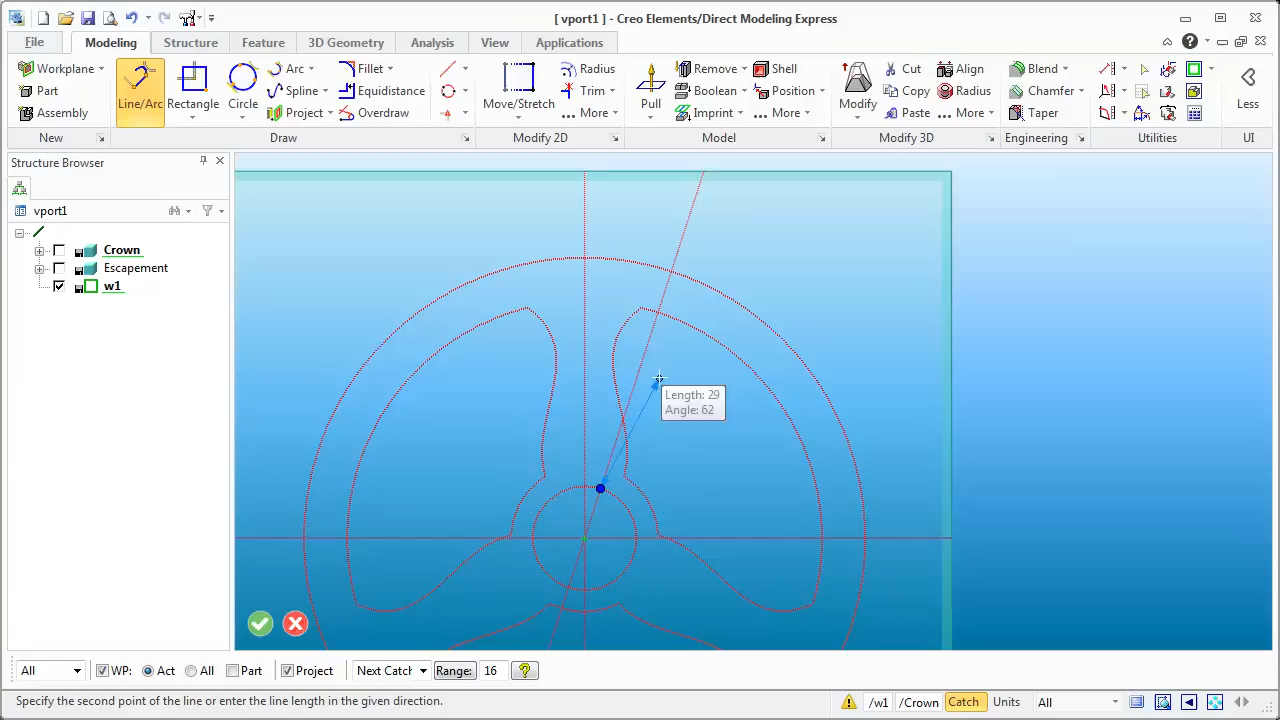 [ vport1 ] - Creo Elements/Direct Modeling Express
File Modeling Structure Feature 3D Geometry Analysis View Applications
Workplane Part Assembly
New
Line/Arc Rectangle Circle Arc Spline Project Fillet Equidistance Overdraw
Draw
Move/Stretch Radius Trim ... More
Modify 2D
Pull Remove Boolean Imprint Shell Position ... More
Model
Modify Cut Copy Paste Align Radius ... More
Modify 3D
Blend Chamfer Taper
Engineering
Utilities
Less
UI
Structure Browser
vport1
Crown
Escapement
w1
Length: 29
Angle: 62
All WP: Act All Part Project Next Catch Range: 16
Specify the second point of the line or enter the line length in the given direction.
/w1 /Crown Catch Units All